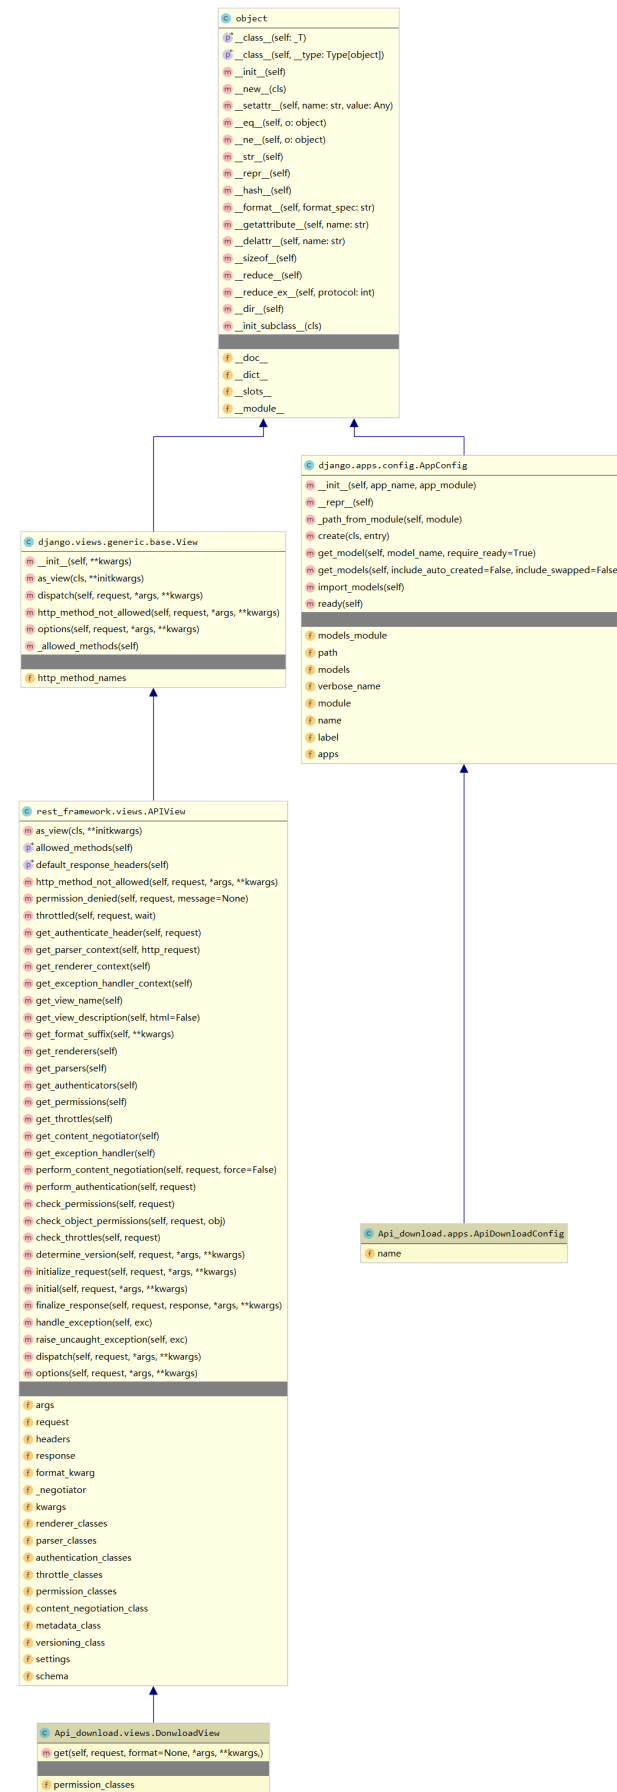 object
__class__(self: _T)
__class__(self, __type: Type[object])
__init__(self)
__new__(cls)
__setattr__(self, name: str, value: Any)
__eq__(self, o: object)
__ne__(self, o: object)
__str__(self)
__repr__(self)
__hash__(self)
__format__(self, format_spec: str)
__getattribute__(self, name: str)
__delattr__(self, name: str)
__sizeof__(self)
__reduce__(self)
__reduce_ex__(self, protocol: int)
__dir__(self)
__init_subclass__(cls)
__doc__
__dict__
__slots__
__module__
django.apps.config.AppConfig
__init__(self, app_name, app_module)
__repr__(self)
_path_from_module(self, module)
create(cls, entry)
get_model(self, model_name, require_ready=True)
get_models(self, include_auto_created=False, include_swapped=False
import_models(self)
ready(self)
models_module
path
models
verbose_name
module
name
label
apps
django.views.generic.base.View
__init__(self, **kwargs)
as_view(cls, **initkwargs)
dispatch(self, request, *args, **kwargs)
http_method_not_allowed(self, request, *args, **kwargs)
options(self, request, *args, **kwargs)
_allowed_methods(self)
http_method_names
rest_framework.views.APIView
as_view(cls, **initkwargs)
allowed_methods(self)
default_response_headers(self)
http_method_not_allowed(self, request, *args, **kwargs)
permission_denied(self, request, message=None)
throttled(self, request, wait)
get_authenticate_header(self, request)
get_parser_context(self, http_request)
get_renderer_context(self)
get_exception_handler_context(self)
get_view_name(self)
get_view_description(self, html=False)
get_format_suffix(self, **kwargs)
get_renderers(self)
get_parsers(self)
get_authenticators(self)
get_permissions(self)
get_throttles(self)
get_content_negotiator(self)
get_exception_handler(self)
perform_content_negotiation(self, request, force=False)
perform_authentication(self, request)
check_permissions(self, request)
check_object_permissions(self, request, obj)
check_throttles(self, request)
determine_version(self, request, *args, **kwargs)
initialize_request(self, request, *args, **kwargs)
initial(self, request, *args, **kwargs)
finalize_response(self, request, response, *args, **kwargs)
handle_exception(self, exc)
raise_uncaught_exception(self, exc)
dispatch(self, request, *args, **kwargs)
options(self, request, *args, **kwargs)
args
request
headers
response
format_kwarg
_negotiator
kwargs
renderer_classes
parser_classes
authentication_classes
throttle_classes
permission_classes
content_negotiation_class
metadata_class
versioning_class
settings
schema
Api_download.apps.ApiDownloadConfig
name
Api_download.views.DonwloadView
get(self, request, format=None, *args, **kwargs,)
permission_classes